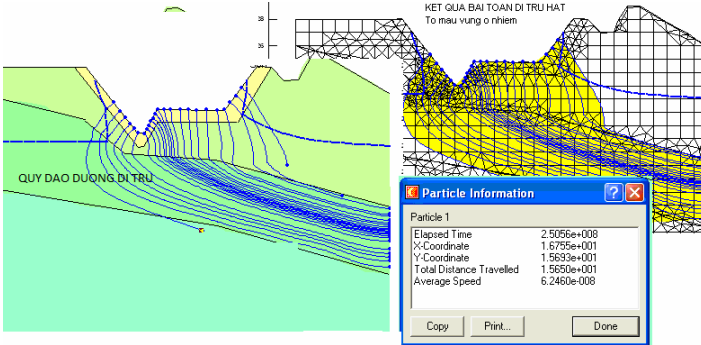 KET QUA BAI TOAN DI TRU HAT
To mau vung o nhiem
38
36
QUY DAO DUONG DI TRU
Particle Information
Particle 1
Elapsed Time 2.5056e+008
X-Coordinate 1.6755e+001
Y-Coordinate 1.5693e+001
Total Distance Travelled 1.5650e+001
Average Speed 6.2460e-008
Copy Print... Done